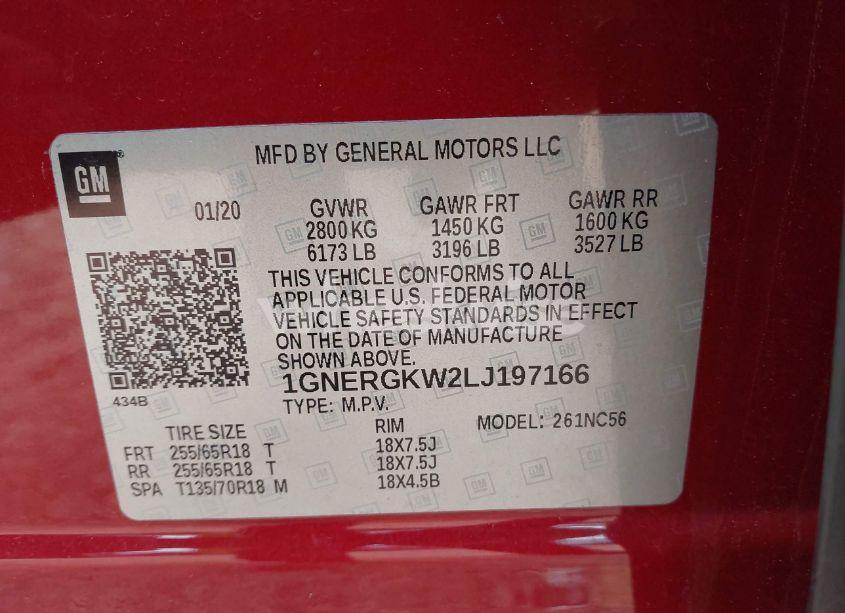 MFD BY GENERAL MOTORS LLC
GM
01/20
GVWR GAWR FRT GAWR RR
2800 KG 1450 KG 1600 KG
6173 LB 3196 LB 3527 LB
THIS VEHICLE CONFORMS TO ALL
APPLICABLE U.S. FEDERAL MOTOR
VEHICLE SAFETY STANDARDS IN EFFECT
ON THE DATE OF MANUFACTURE
SHOWN ABOVE.
1GNERGKW2LJ197166
434B
TYPE: M.P.V. MODEL: 261NC56
TIRE SIZE RIM
FRT 255/65R18 T 18X7.5J
RR 255/65R18 T 18X7.5J
SPA T135/70R18 M 18X4.5B